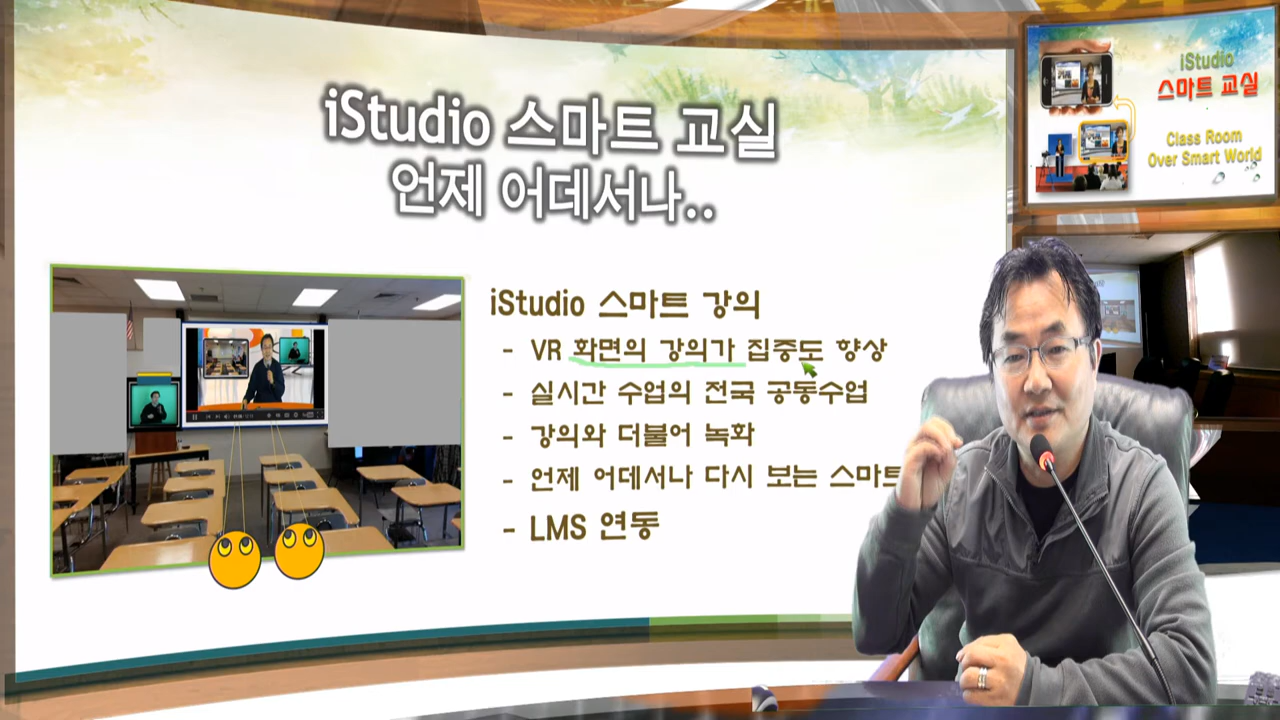 iStudio 스마트 교실
언제 어데서나..
iStudio 스마트 강의
- VR 화면의 강의가 집중도 향상
- 실시간 수업의 전국 공동수업
- 강의와 더불어 녹화
- 언제 어데서나 다시 보는 스마트
- LMS 연동
iStudio
스마트 교실
Class Room
Over Smart World